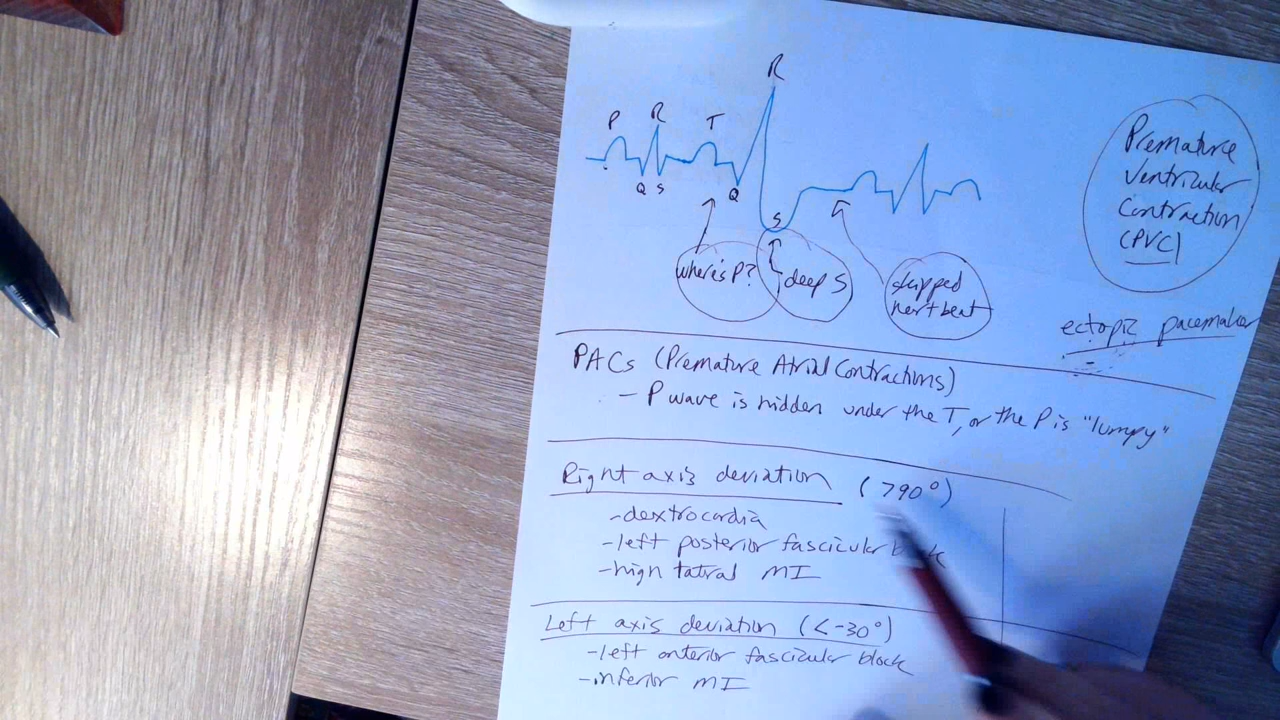 R
P R T
Q S Q
S
where's P?
deep S
skipped
heart beat
Premature
Ventricular
Contraction
(PVC)
ectopic pacemaker
PACs (Premature Atrial Contractions)
- P wave is hidden under the T, or the P is "lumpy"
Right axis deviation (>90°)
- dextrocardia
- left posterior fascicular block
- high lateral MI
Left axis deviation (<-30°)
- left anterior fascicular block
- inferior MI